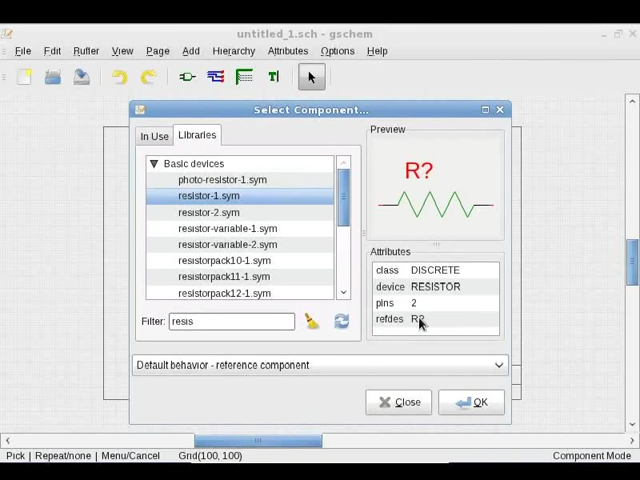 untitled_1.sch - gschem
File Edit Buffer View Page Add Hierarchy Attributes Options Help
Select Component...
In Use Libraries
Basic devices
photo-resistor-1.sym
resistor-1.sym
resistor-2.sym
resistor-variable-1.sym
resistor-variable-2.sym
resistorpack10-1.sym
resistorpack11-1.sym
resistorpack12-1.sym
Filter: resis
Preview
R?
Attributes
class DISCRETE
device RESISTOR
pins 2
refdes R?
Default behavior - reference component
Close OK
Pick | Repeat/none | Menu/Cancel Grid(100, 100) Component Mode